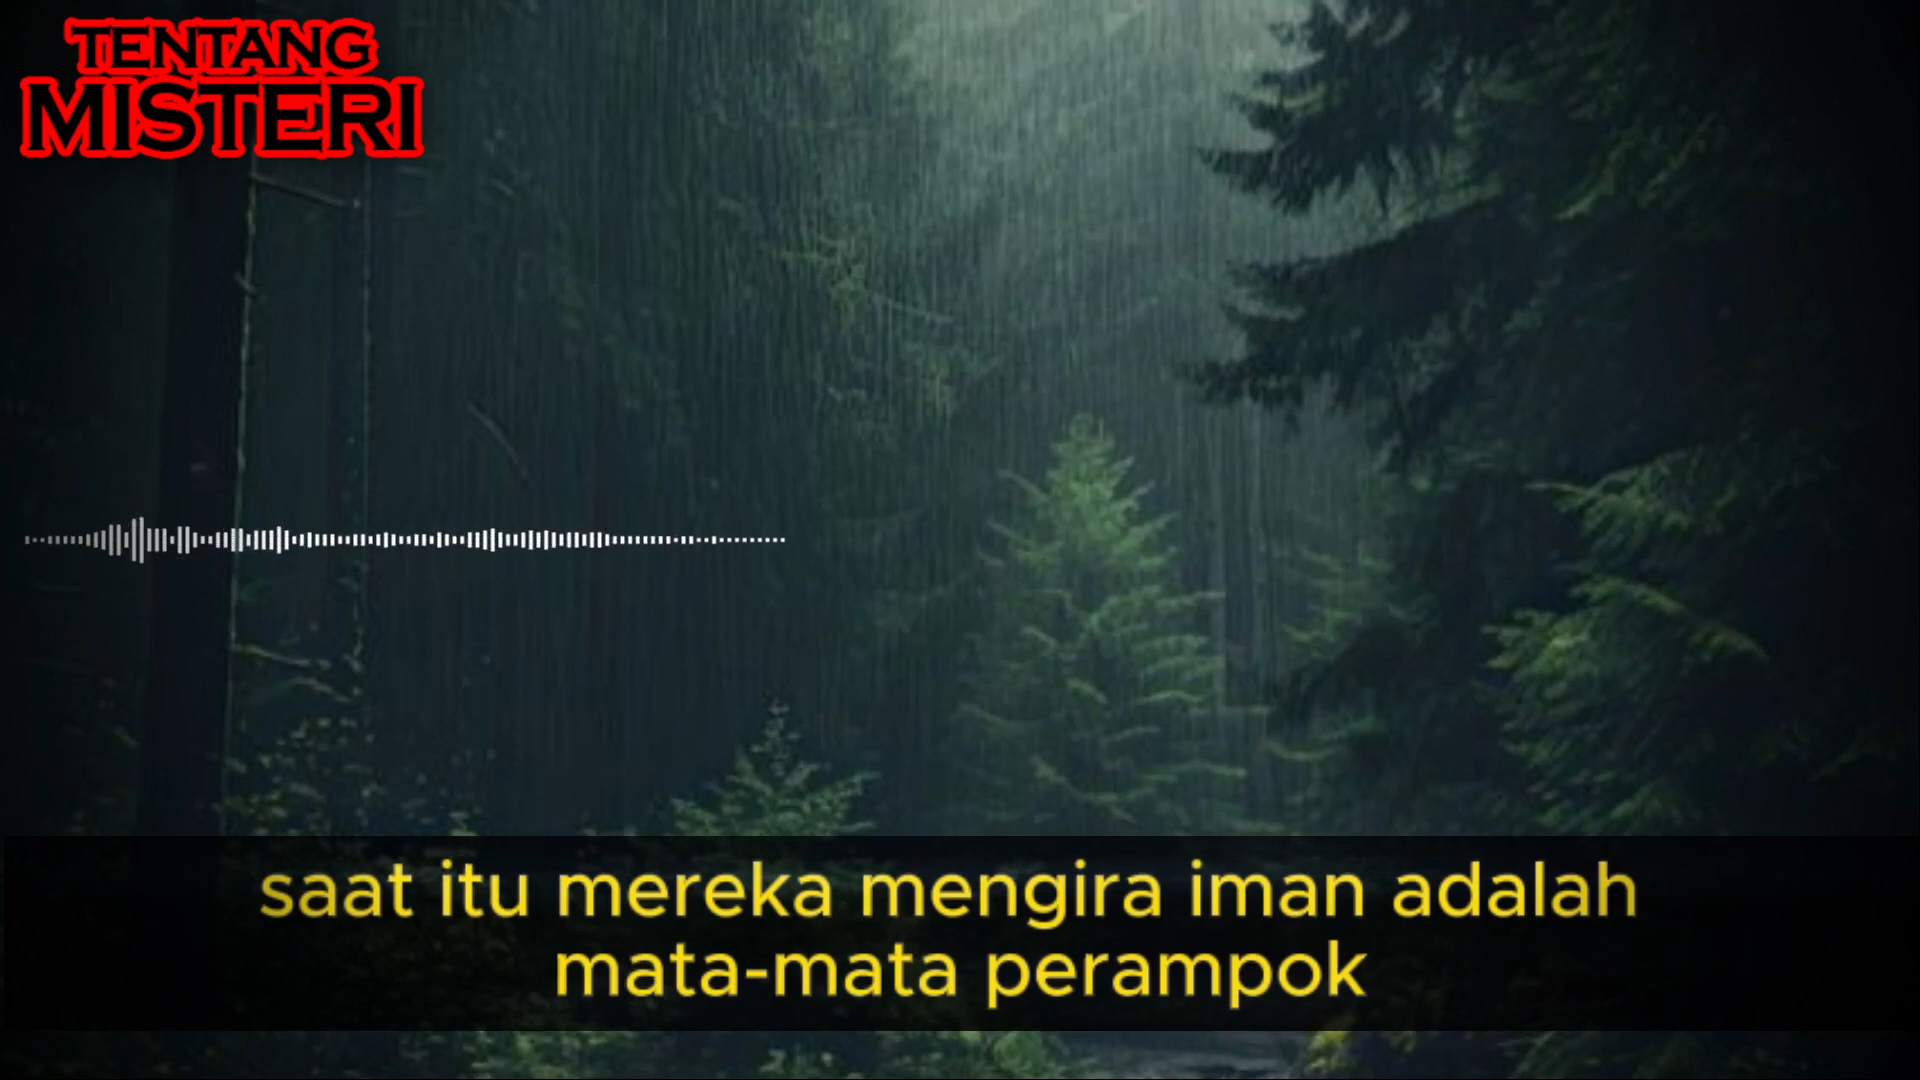 TENTANG
MISTERI
saat itu mereka mengira iman adalah
mata-mata perampok